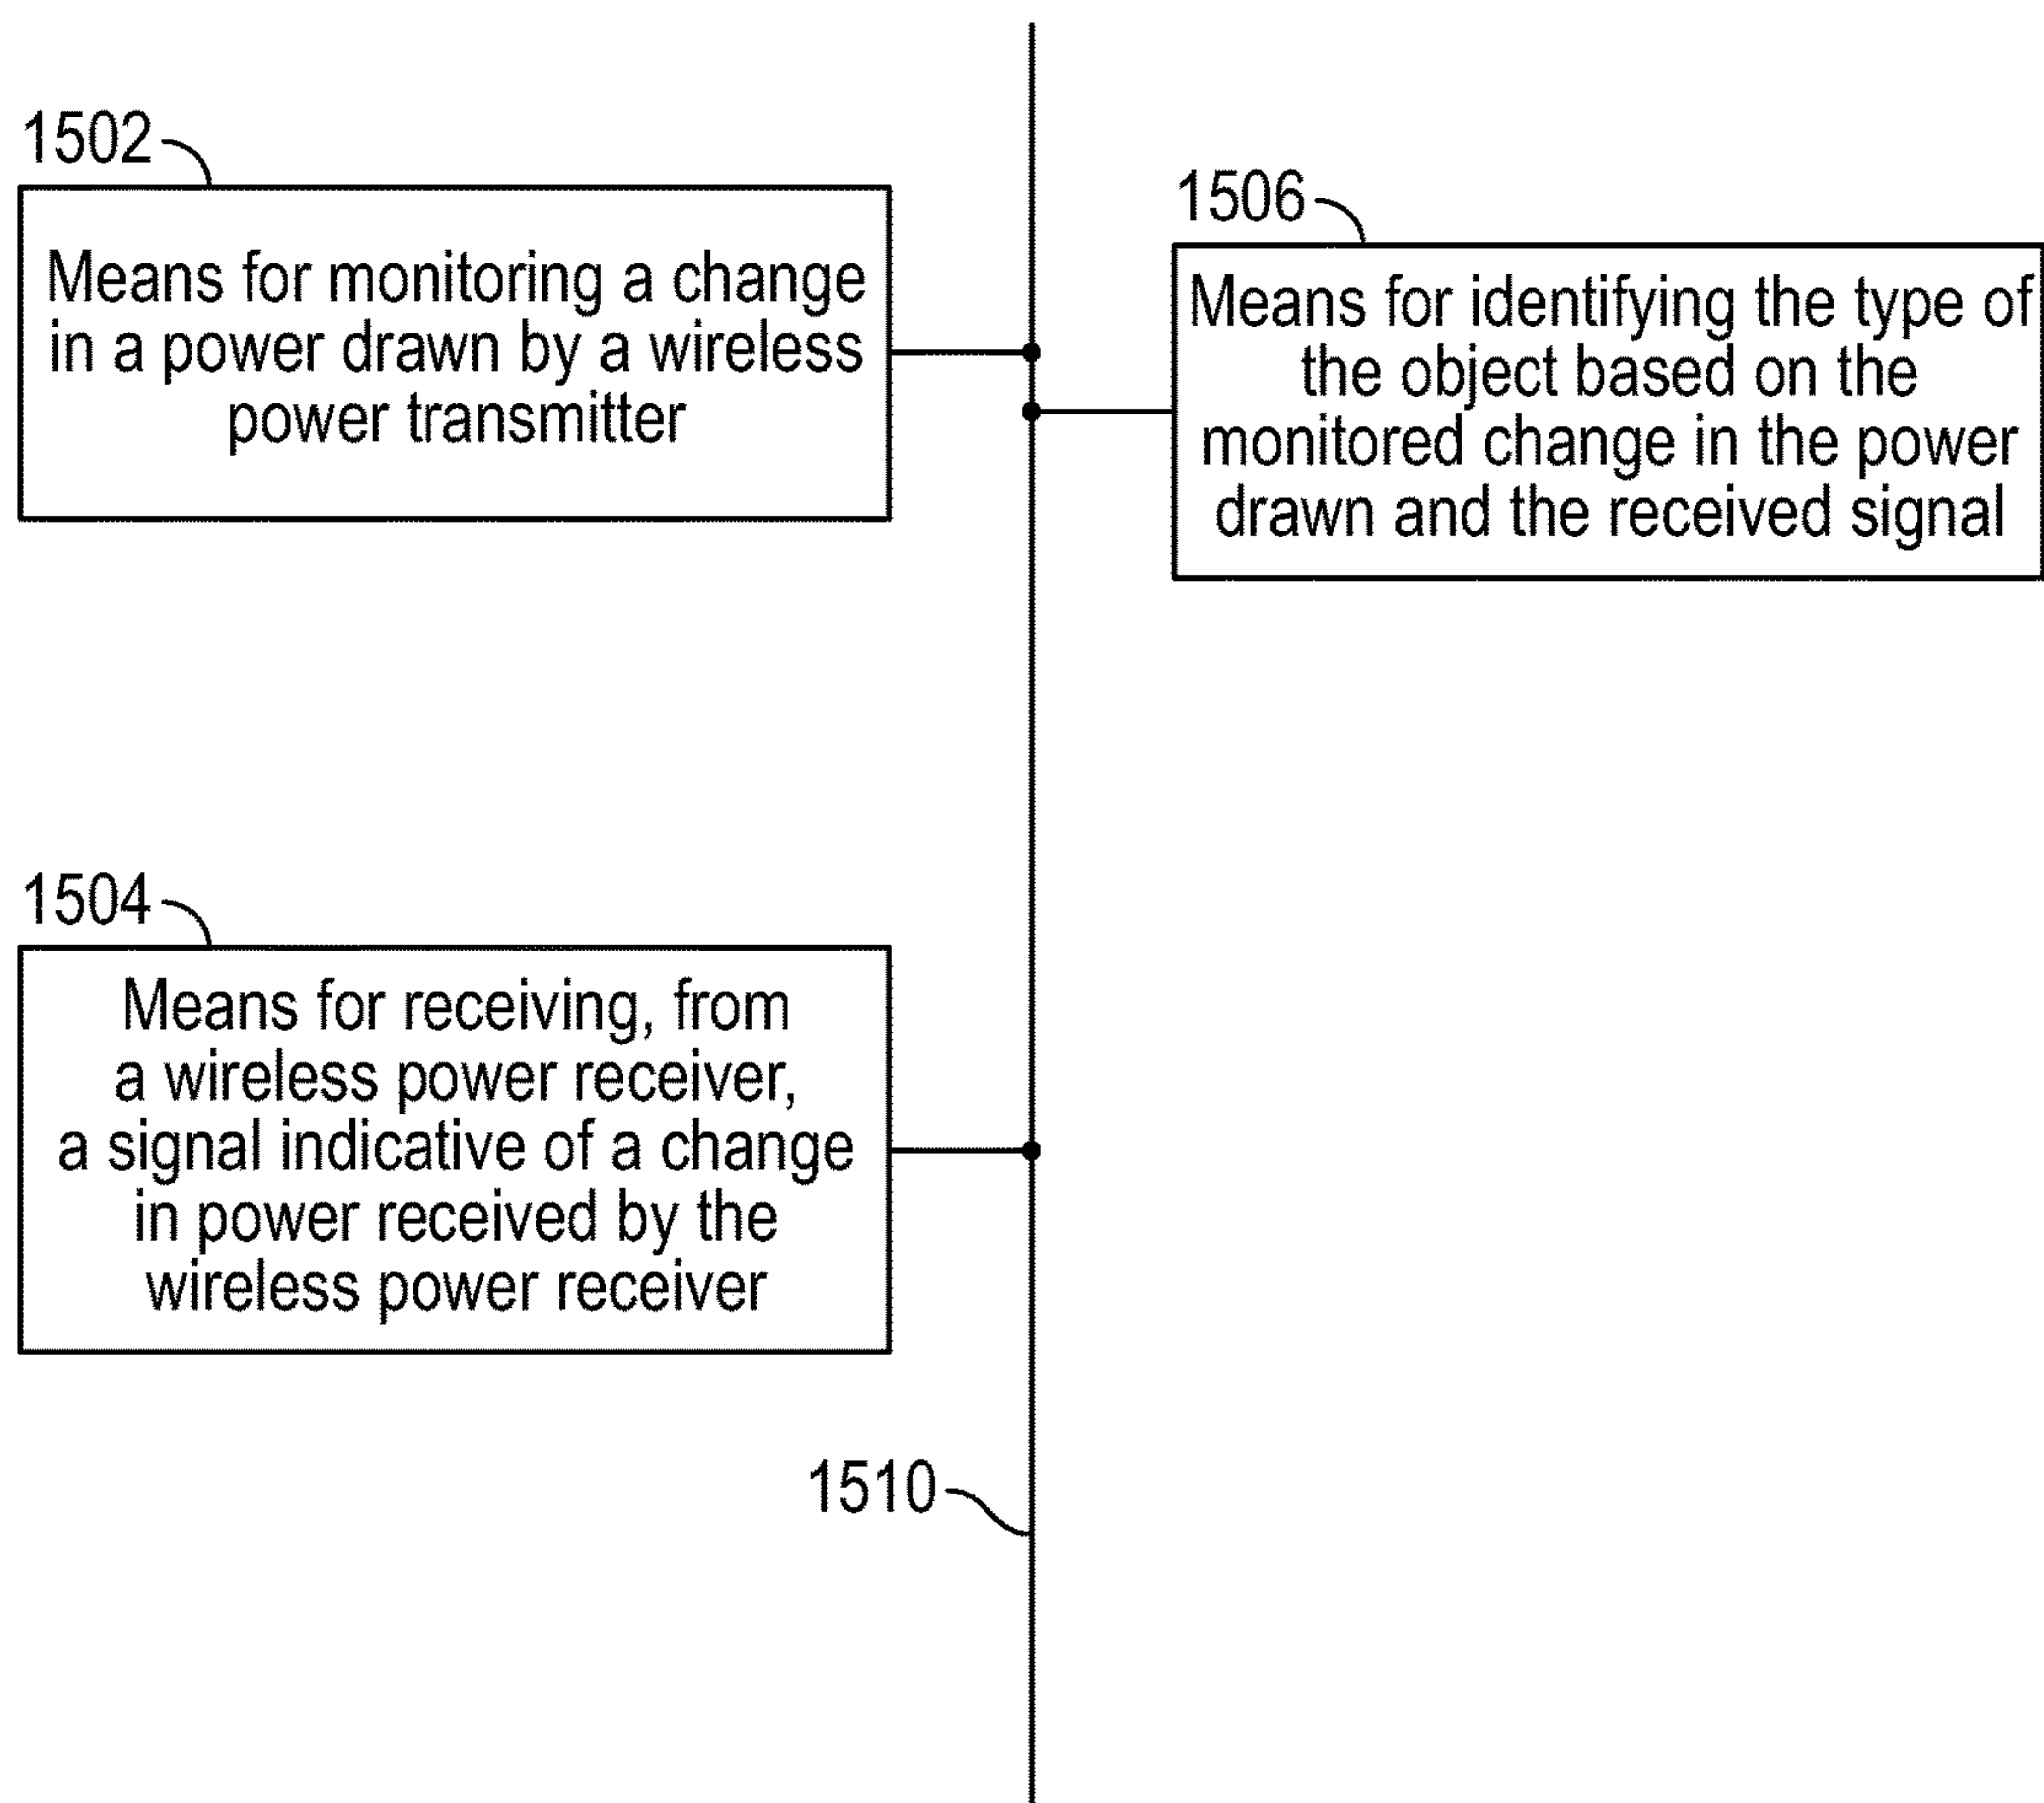 1502
Means for monitoring a change
in a power drawn by a wireless
power transmitter
1506
Means for identifying the type of
the object based on the
monitored change in the power
drawn and the received signal
1504
Means for receiving, from
a wireless power receiver,
a signal indicative of a change
in power received by the
wireless power receiver
1510